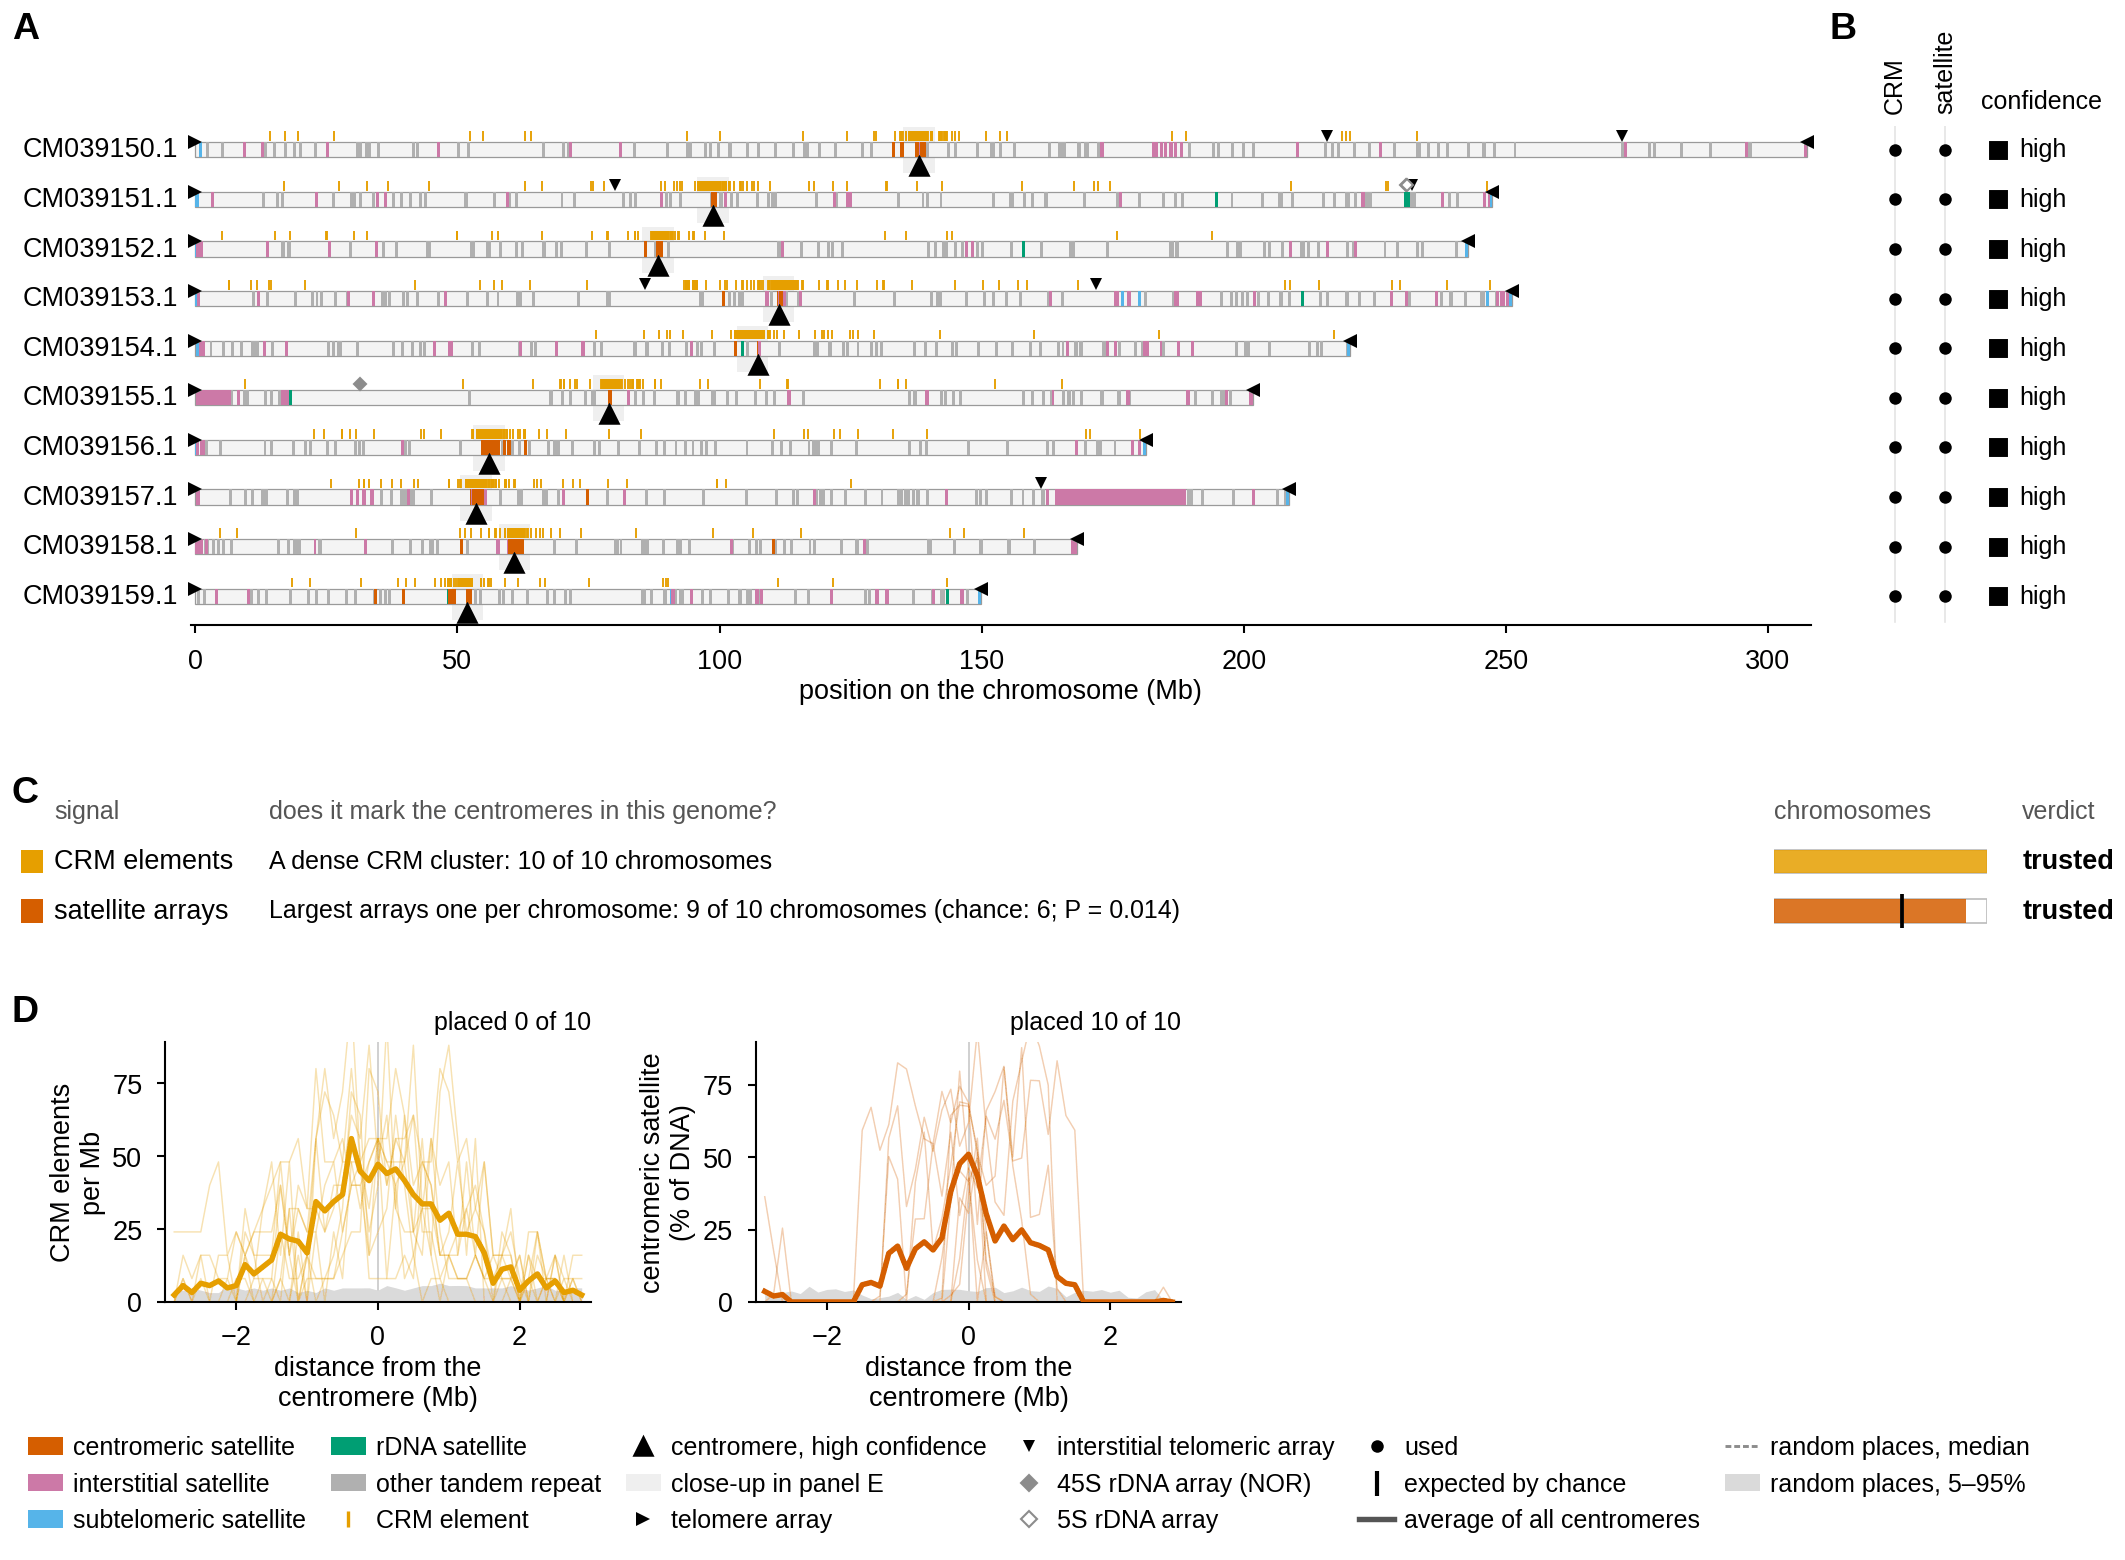 A
B
CRM
satellite
confidence
CM039150.1
high
CM039151.1
high
CM039152.1
high
CM039153.1
high
CM039154.1
high
CM039155.1
high
CM039156.1
high
CM039157.1
high
CM039158.1
high
CM039159.1
high
0 50 100 150 200 250 300
position on the chromosome (Mb)
C
signal does it mark the centromeres in this genome? chromosomes verdict
CRM elements A dense CRM cluster: 10 of 10 chromosomes trusted
satellite arrays Largest arrays one per chromosome: 9 of 10 chromosomes (chance: 6; P = 0.014) trusted
D
placed 0 of 10
CRM elements
per Mb
75
50
25
0
−2 0 2
distance from the
centromere (Mb)
placed 10 of 10
centromeric satellite
(% of DNA)
75
50
25
0
−2 0 2
distance from the
centromere (Mb)
centromeric satellite
interstitial satellite
subtelomeric satellite
rDNA satellite
other tandem repeat
CRM element
centromere, high confidence
close-up in panel E
telomere array
interstitial telomeric array
45S rDNA array (NOR)
5S rDNA array
used
expected by chance
average of all centromeres
random places, median
random places, 5–95%